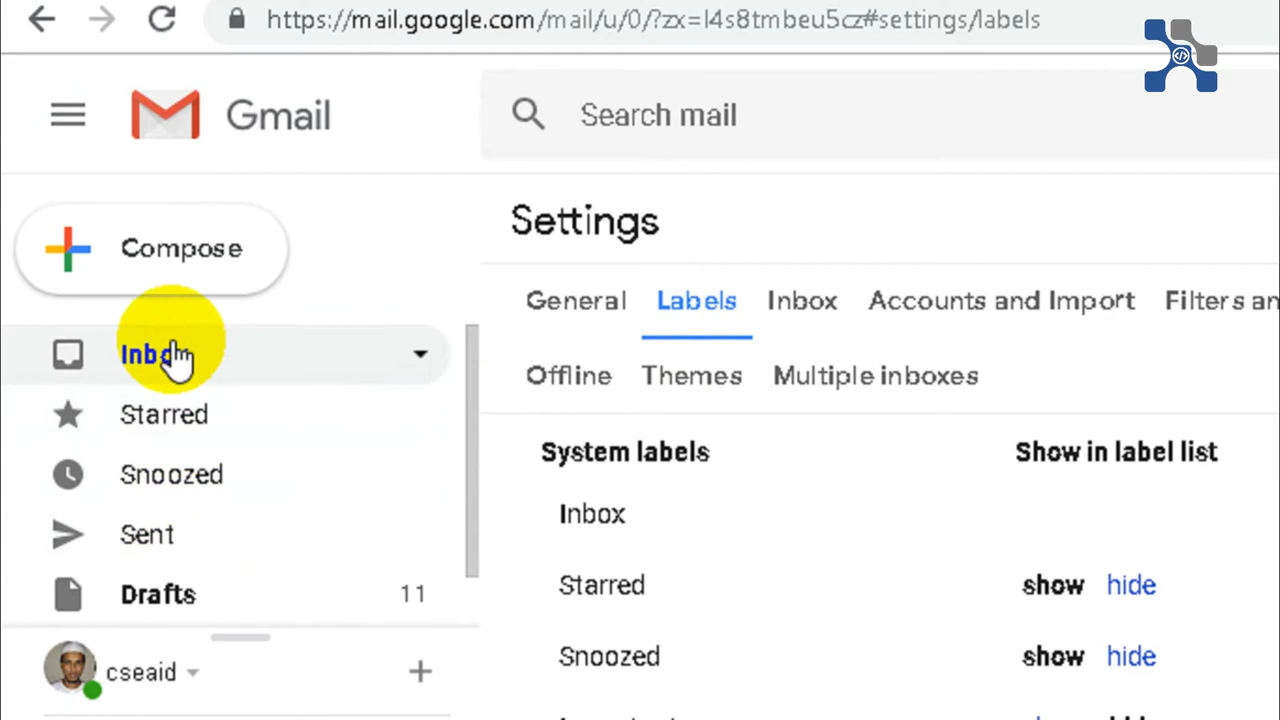 https://mail.google.com/mail/u/0/?zx=l4s8tmbeu5cz#settings/labels
</>
Gmail
Search mail
Compose
Settings
General Labels Inbox Accounts and Import Filters an
Offline Themes Multiple inboxes
Starred
Snoozed
Sent
Drafts 11
cseaid
System labels Show in label list
Inbox
Starred show hide
Snoozed show hide